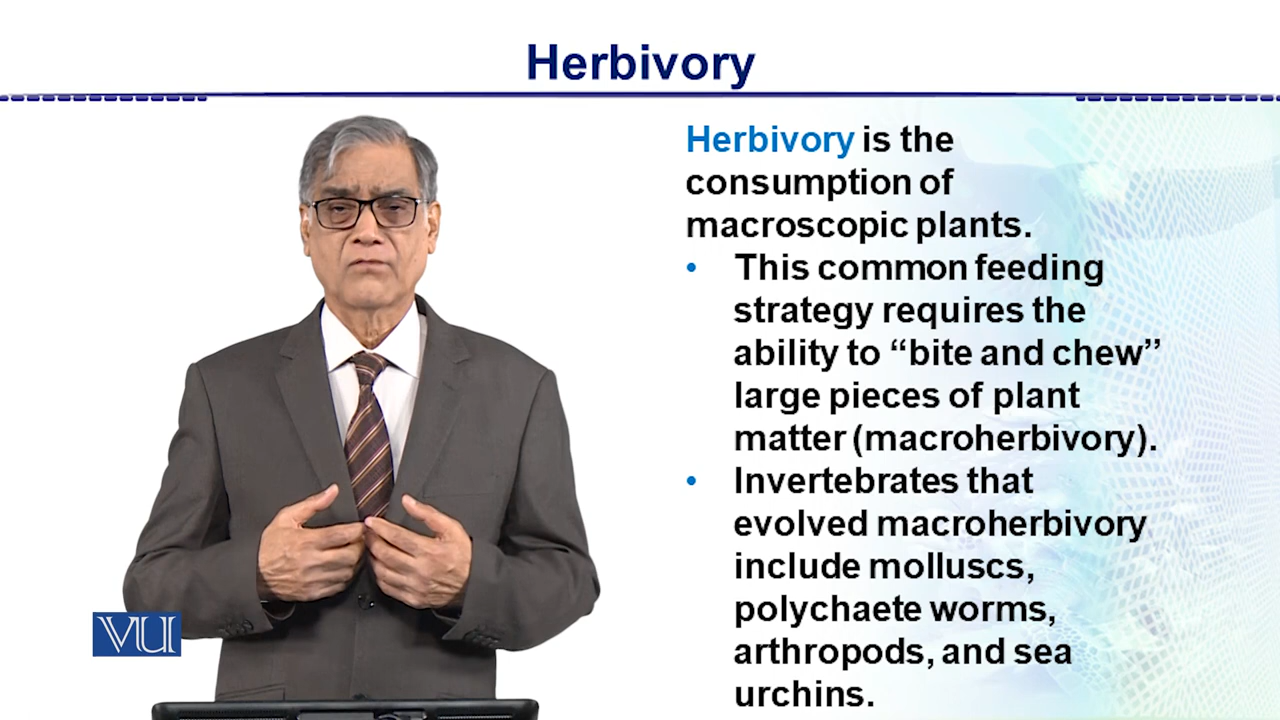 Herbivory
Herbivory is the
consumption of
macroscopic plants.
• This common feeding
strategy requires the
ability to “bite and chew”
large pieces of plant
matter (macroherbivory).
• Invertebrates that
evolved macroherbivory
include molluscs,
polychaete worms,
arthropods, and sea
urchins.
VU